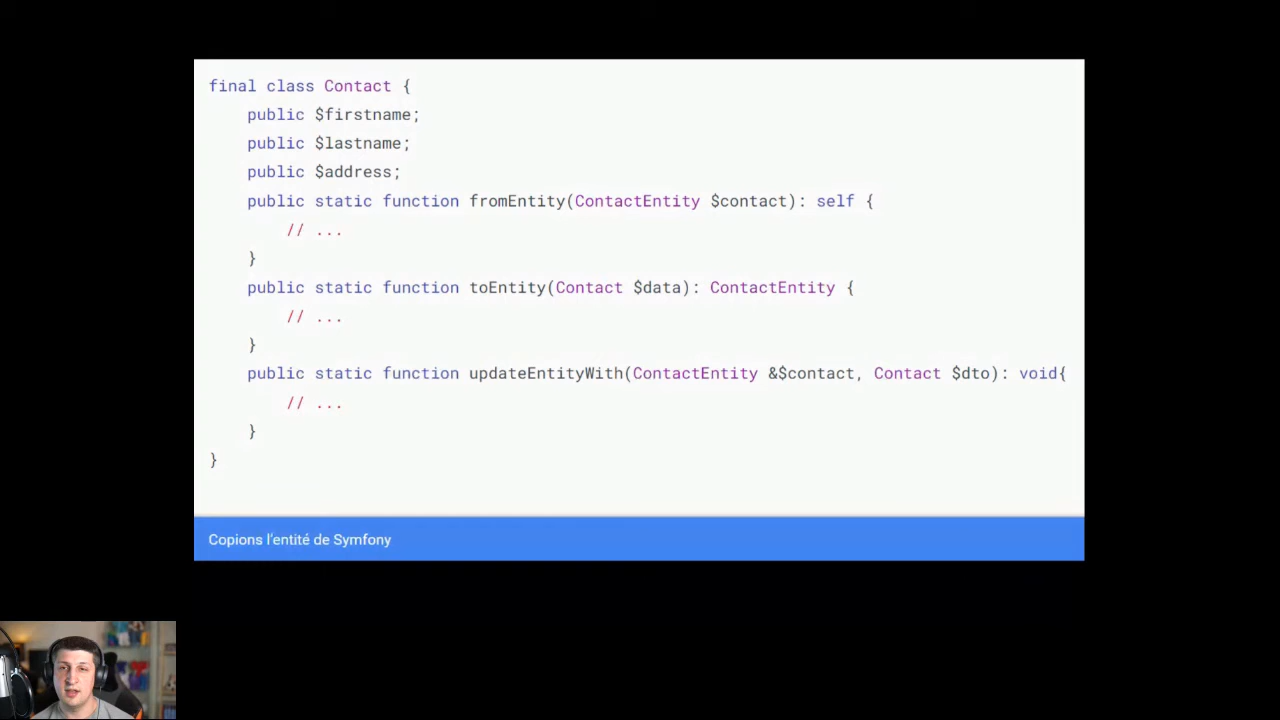 final class Contact {
public $firstname;
public $lastname;
public $address;
public static function fromEntity(ContactEntity $contact): self {
// ...
}
public static function toEntity(Contact $data): ContactEntity {
// ...
}
public static function updateEntityWith(ContactEntity &$contact, Contact $dto): void{
// ...
}
}
Copions l'entité de Symfony